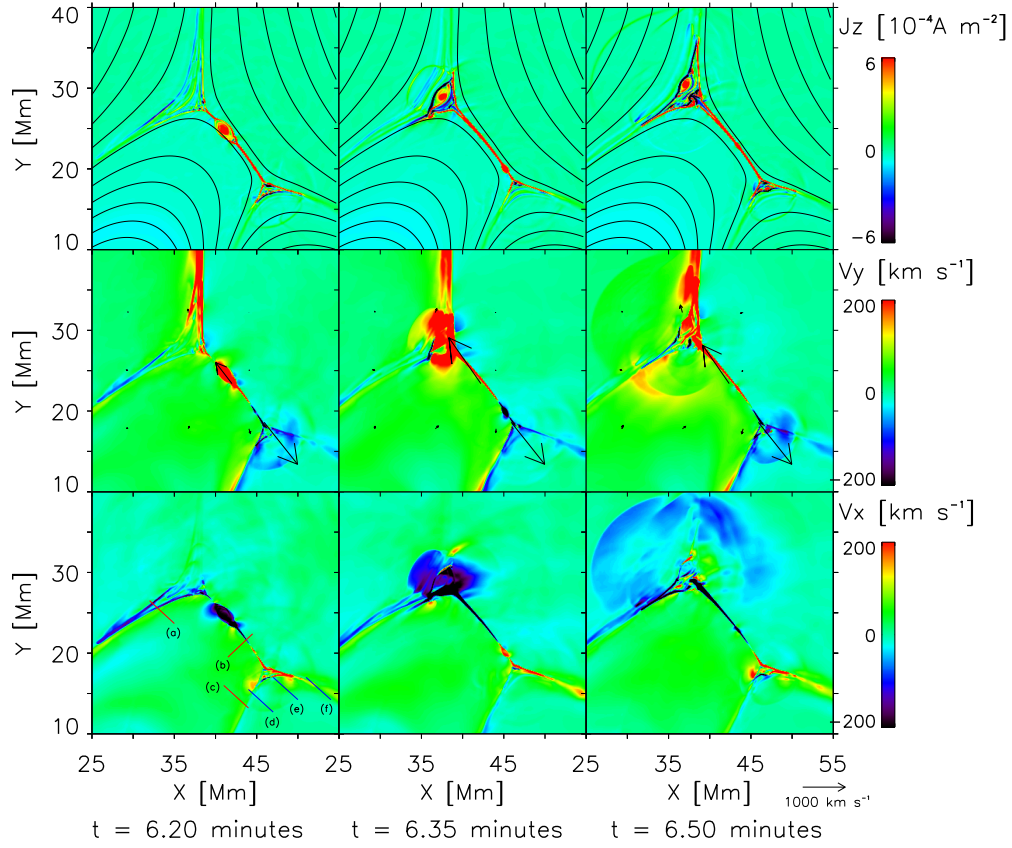 Jz [10⁻⁴A m⁻²]
40
30
20
10
Y [Mm]
6
0
−6
Vy [km s⁻¹]
30
20
10
Y [Mm]
200
0
−200
Vx [km s⁻¹]
30
20
10
Y [Mm]
(a)
(b)
(c)
(d)
(e)
(f)
200
0
−200
25 35 45 25 35 45 25 35 45 55
X [Mm] X [Mm] X [Mm]
1000 km s⁻¹
t = 6.20 minutes t = 6.35 minutes t = 6.50 minutes